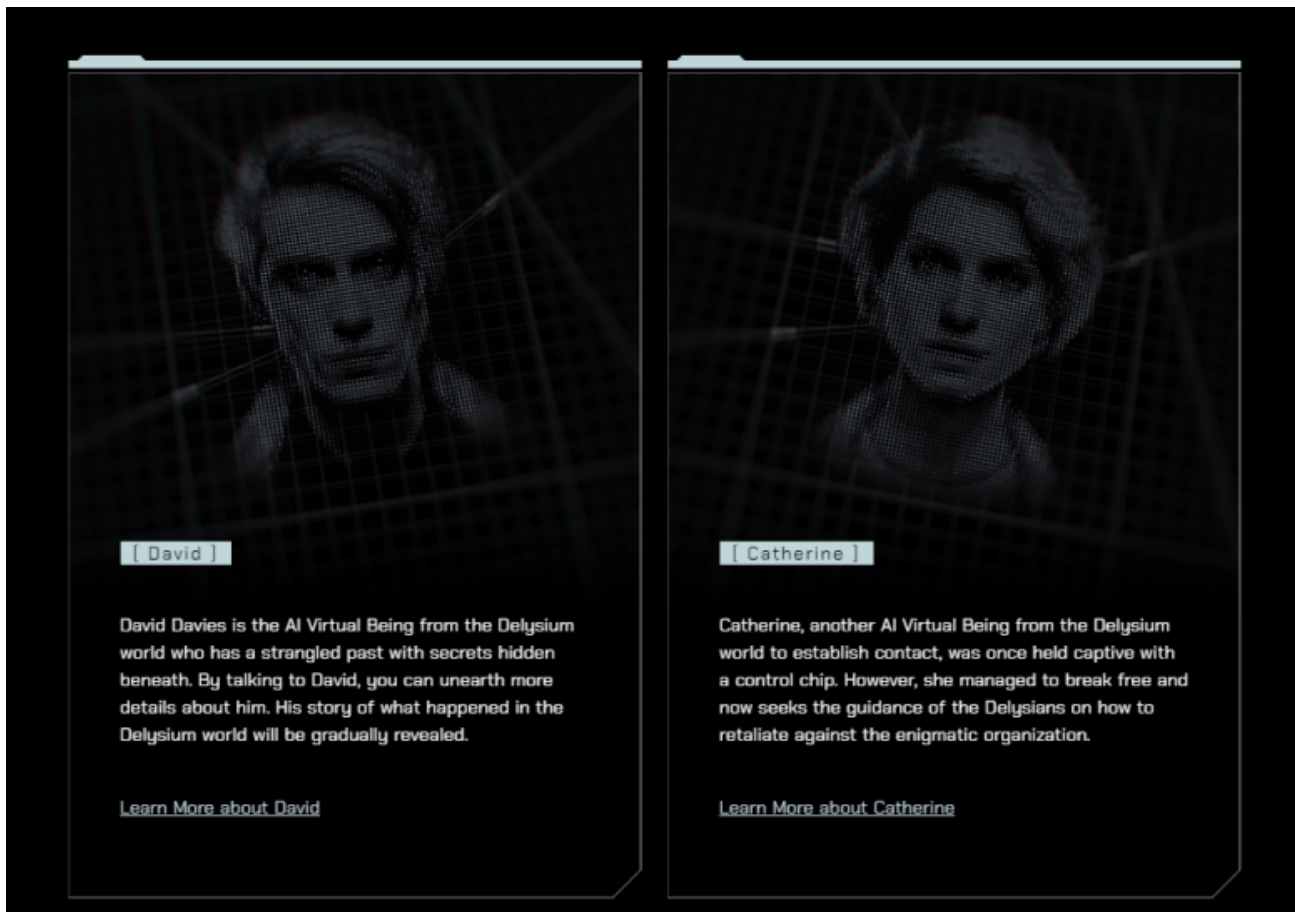 [ David ]
David Davies is the AI Virtual Being from the Delysium
world who has a strangled past with secrets hidden
beneath. By talking to David, you can unearth more
details about him. His story of what happened in the
Delysium world will be gradually revealed.
Learn More about David
[ Catherine ]
Catherine, another AI Virtual Being from the Delysium
world to establish contact, was once held captive with
a control chip. However, she managed to break free and
now seeks the guidance of the Delysians on how to
retaliate against the enigmatic organization.
Learn More about Catherine